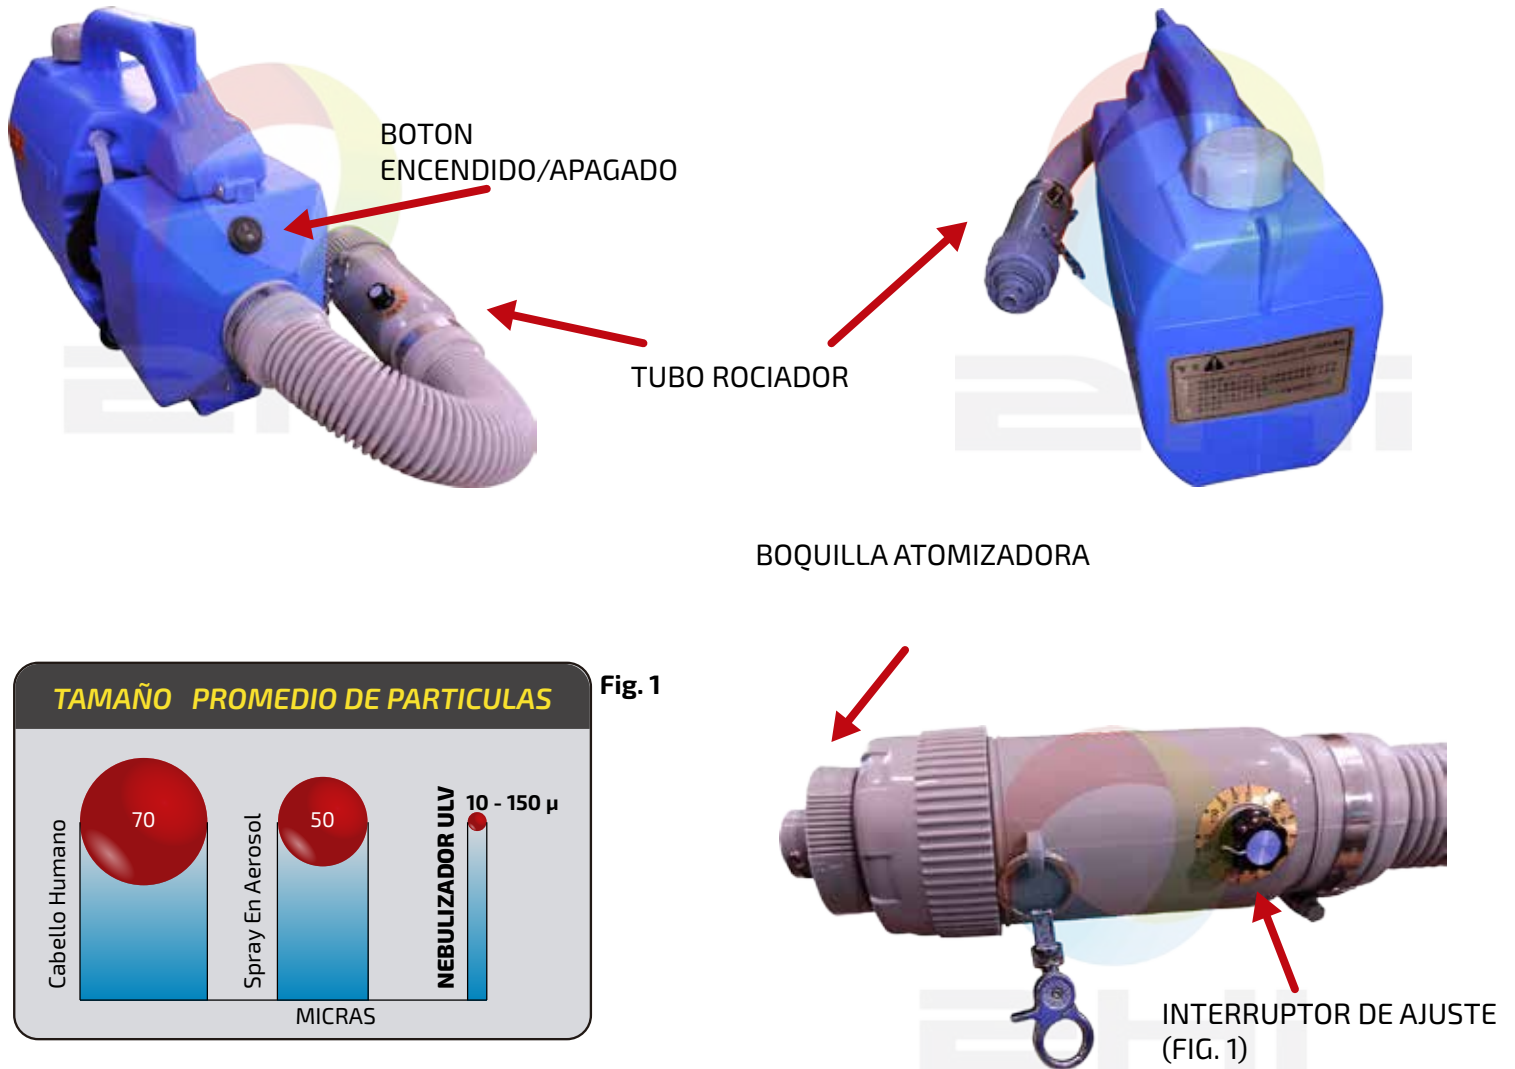 BOTON
ENCENDIDO/APAGADO
TUBO ROCIADOR
BOQUILLA ATOMIZADORA
Fig. 1
TAMAÑO PROMEDIO DE PARTICULAS
70
50
10 - 150 µ
Cabello Humano
Spray En Aerosol
NEBULIZADOR ULV
MICRAS
INTERRUPTOR DE AJUSTE
(FIG. 1)